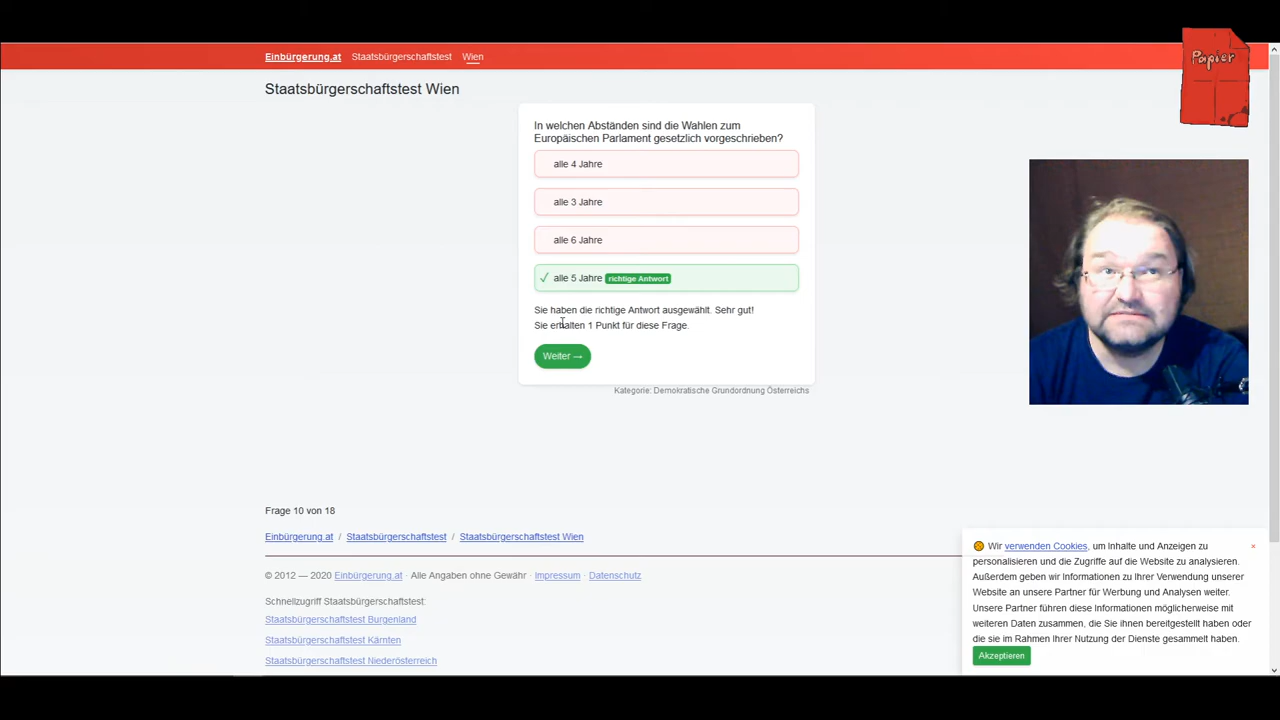 Einbürgerung.at Staatsbürgerschaftstest Wien
Papier
Staatsbürgerschaftstest Wien
In welchen Abständen sind die Wahlen zum
Europäischen Parlament gesetzlich vorgeschrieben?
alle 4 Jahre
alle 3 Jahre
alle 6 Jahre
✓ alle 5 Jahre richtige Antwort
Sie haben die richtige Antwort ausgewählt. Sehr gut!
Sie erhalten 1 Punkt für diese Frage.
Weiter →
Kategorie: Demokratische Grundordnung Österreichs
Frage 10 von 18
Einbürgerung.at / Staatsbürgerschaftstest / Staatsbürgerschaftstest Wien
© 2012 — 2020 Einbürgerung.at · Alle Angaben ohne Gewähr · Impressum · Datenschutz
Schnellzugriff Staatsbürgerschaftstest:
Staatsbürgerschaftstest Burgenland
Staatsbürgerschaftstest Kärnten
Staatsbürgerschaftstest Niederösterreich
Wir verwenden Cookies, um Inhalte und Anzeigen zu
personalisieren und die Zugriffe auf die Website zu analysieren.
Außerdem geben wir Informationen zu Ihrer Verwendung unserer
Website an unsere Partner für Werbung und Analysen weiter.
Unsere Partner führen diese Informationen möglicherweise mit
weiteren Daten zusammen, die Sie ihnen bereitgestellt haben oder
die sie im Rahmen Ihrer Nutzung der Dienste gesammelt haben.
Akzeptieren